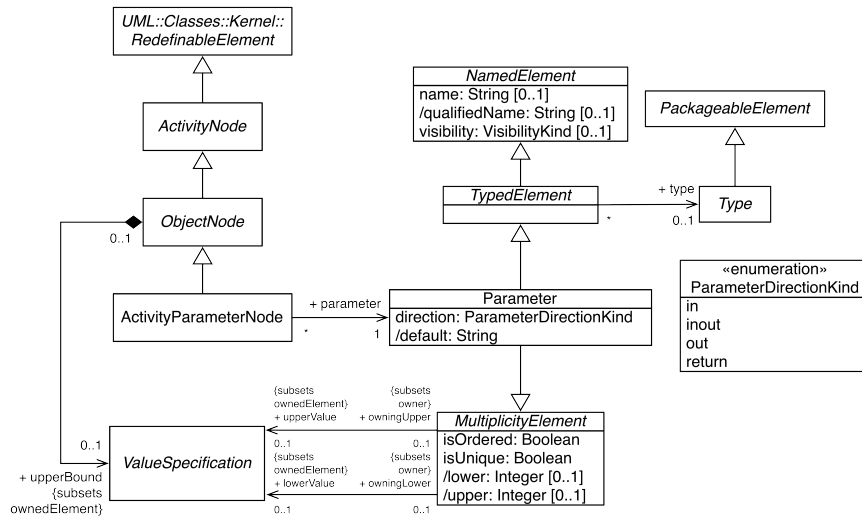 UML::Classes::Kernel::
RedefinableElement
ActivityNode
ObjectNode
0..1
ActivityParameterNode
+ parameter
*
1
NamedElement
name: String [0..1]
/qualifiedName: String [0..1]
visibility: VisibilityKind [0..1]
PackageableElement
TypedElement
+ type
*
0..1
Type
Parameter
direction: ParameterDirectionKind
/default: String
«enumeration»
ParameterDirectionKind
in
inout
out
return
{subsets
ownedElement}
+ upperValue
0..1
{subsets
owner}
+ owningUpper
0..1
{subsets
ownedElement}
+ lowerValue
0..1
{subsets
owner}
+ owningLower
0..1
MultiplicityElement
isOrdered: Boolean
isUnique: Boolean
/lower: Integer [0..1]
/upper: Integer [0..1]
0..1
ValueSpecification
+ upperBound
{subsets
ownedElement}